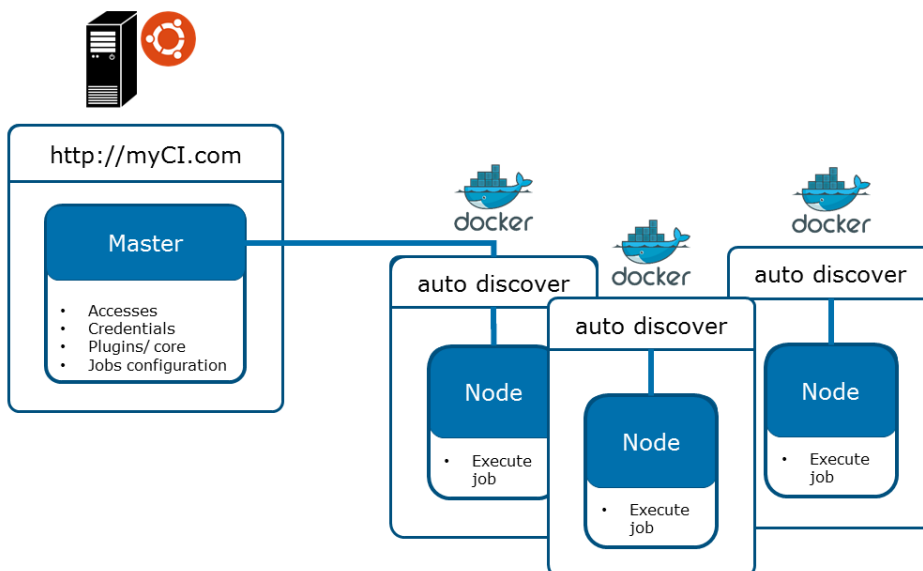 http://myCI.com
Master
• Accesses
• Credentials
• Plugins/ core
• Jobs configuration
docker
auto discover
Node
• Execute
job
docker
auto discover
Node
• Execute
job
docker
auto discover
Node
• Execute
job